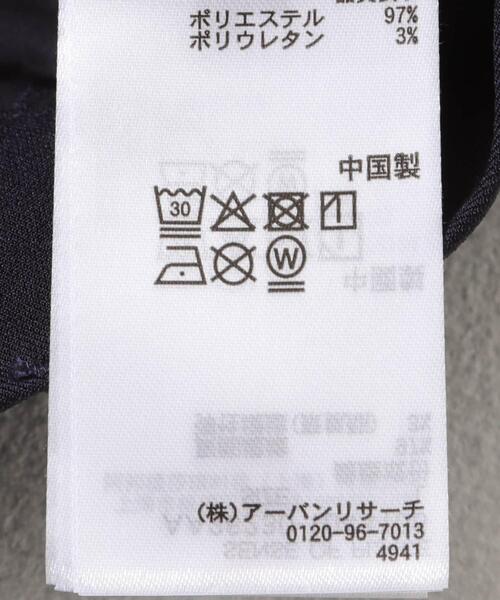 ポリエステル 97%
ポリウレタン 3%
中国製
30
W
(株)アーバンリサーチ
0120-96-7013
4941